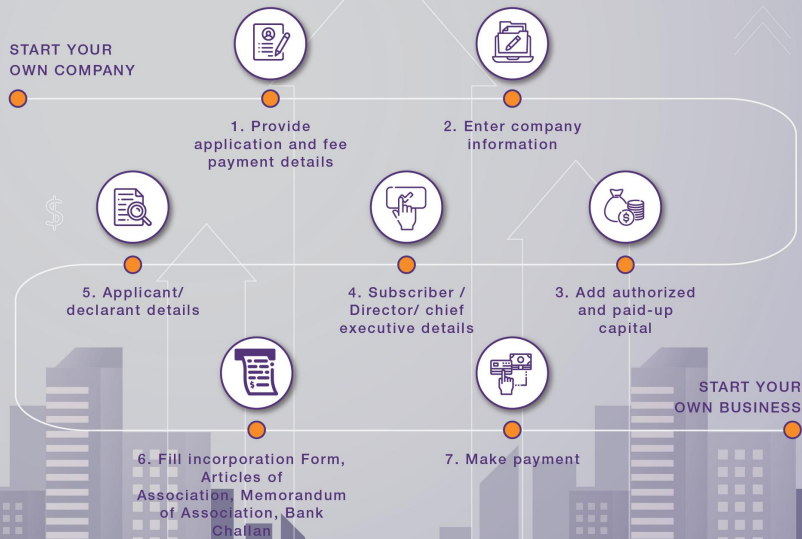 START YOUR
OWN COMPANY
1. Provide
application and fee
payment details
2. Enter company
information
3. Add authorized
and paid-up
capital
4. Subscriber /
Director/ chief
executive details
5. Applicant/
declarant details
6. Fill incorporation Form,
Articles of
Association, Memorandum
of Association, Bank
Challan
7. Make payment
START YOUR
OWN BUSINESS